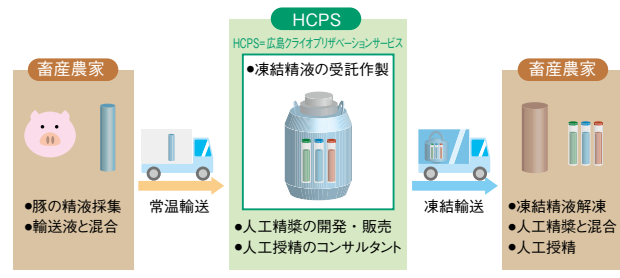 HCPS
HCPS=広島クライオプリザベーションサービス
畜産農家
●豚の精液採集
●輸送液と混合
常温輸送
●凍結精液の受託作製
●人工精漿の開発・販売
●人工授精のコンサルタント
凍結輸送
畜産農家
●凍結精液解凍
●人工精漿と混合
●人工授精